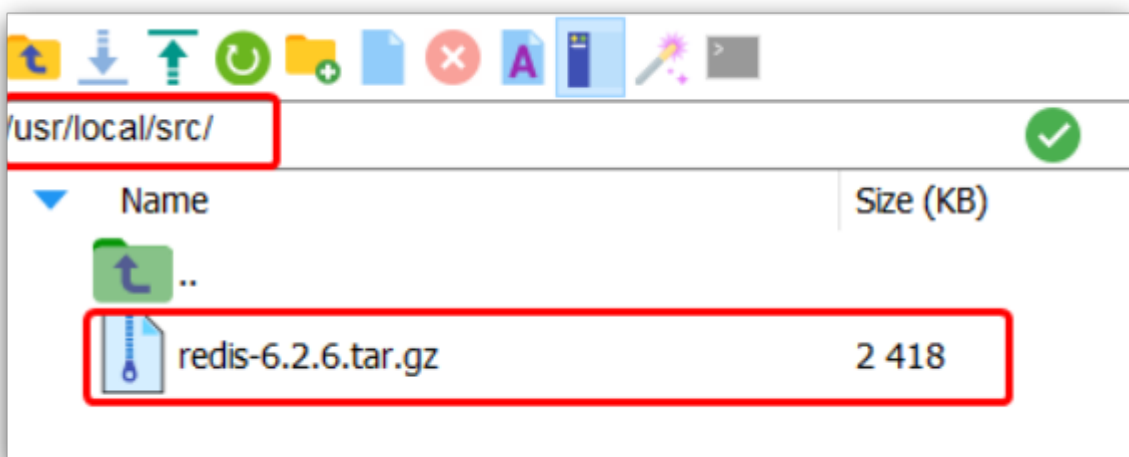 /usr/local/src/
Name Size (KB)
..
redis-6.2.6.tar.gz 2 418